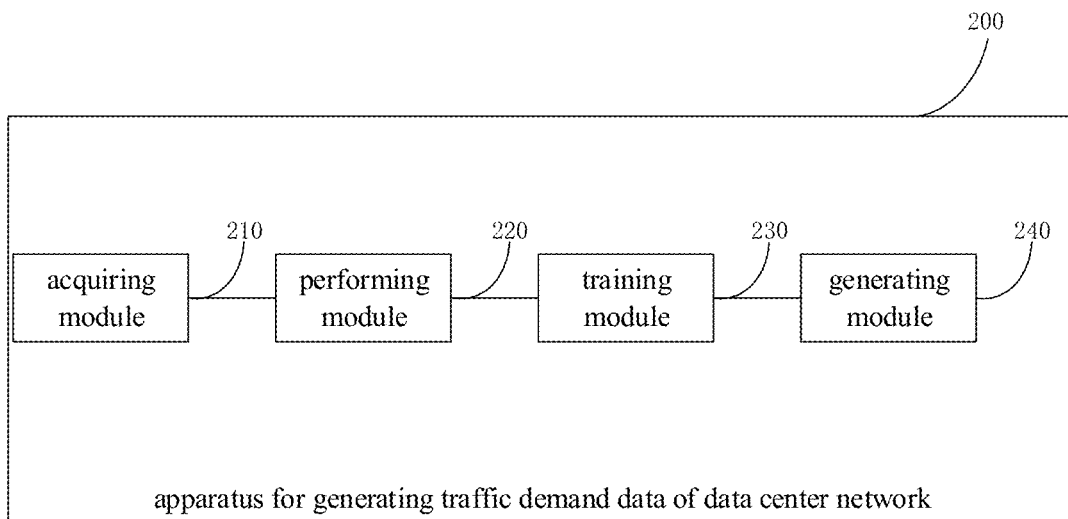 200
210
220
230
240
acquiring
module
performing
module
training
module
generating
module
apparatus for generating traffic demand data of data center network